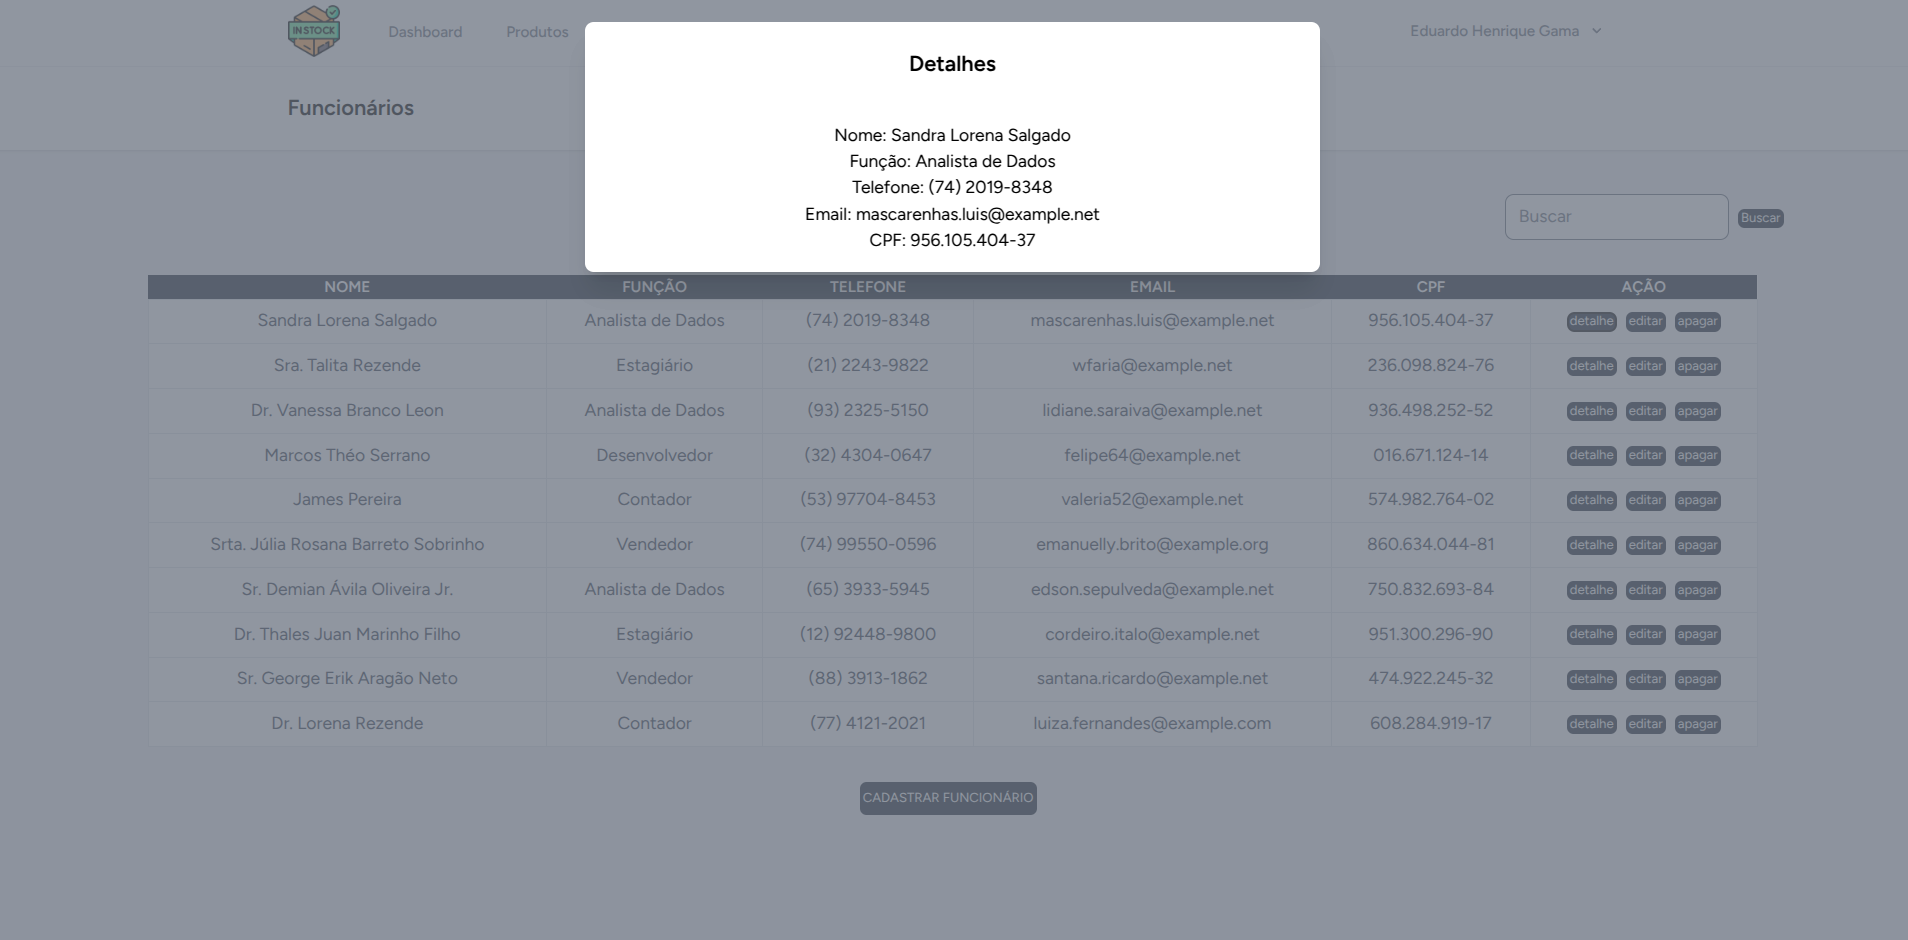 IN STOCK
Dashboard Produtos
Eduardo Henrique Gama
Detalhes
Nome: Sandra Lorena Salgado
Função: Analista de Dados
Telefone: (74) 2019-8348
Email: mascarenhas.luis@example.net
CPF: 956.105.404-37
Funcionários
Buscar Buscar
NOME FUNÇÃO TELEFONE EMAIL CPF AÇÃO
Sandra Lorena Salgado Analista de Dados (74) 2019-8348 mascarenhas.luis@example.net 956.105.404-37 detalhe editar apagar
Sra. Talita Rezende Estagiário (21) 2243-9822 wfaria@example.net 236.098.824-76 detalhe editar apagar
Dr. Vanessa Branco Leon Analista de Dados (93) 2325-5150 lidiane.saraiva@example.net 936.498.252-52 detalhe editar apagar
Marcos Théo Serrano Desenvolvedor (32) 4304-0647 felipe64@example.net 016.671.124-14 detalhe editar apagar
James Pereira Contador (53) 97704-8453 valeria52@example.net 574.982.764-02 detalhe editar apagar
Srta. Júlia Rosana Barreto Sobrinho Vendedor (74) 99550-0596 emanuelly.brito@example.org 860.634.044-81 detalhe editar apagar
Sr. Demian Ávila Oliveira Jr. Analista de Dados (65) 3933-5945 edson.sepulveda@example.net 750.832.693-84 detalhe editar apagar
Dr. Thales Juan Marinho Filho Estagiário (12) 92448-9800 cordeiro.italo@example.net 951.300.296-90 detalhe editar apagar
Sr. George Erik Aragão Neto Vendedor (88) 3913-1862 santana.ricardo@example.net 474.922.245-32 detalhe editar apagar
Dr. Lorena Rezende Contador (77) 4121-2021 luiza.fernandes@example.com 608.284.919-17 detalhe editar apagar
CADASTRAR FUNCIONÁRIO